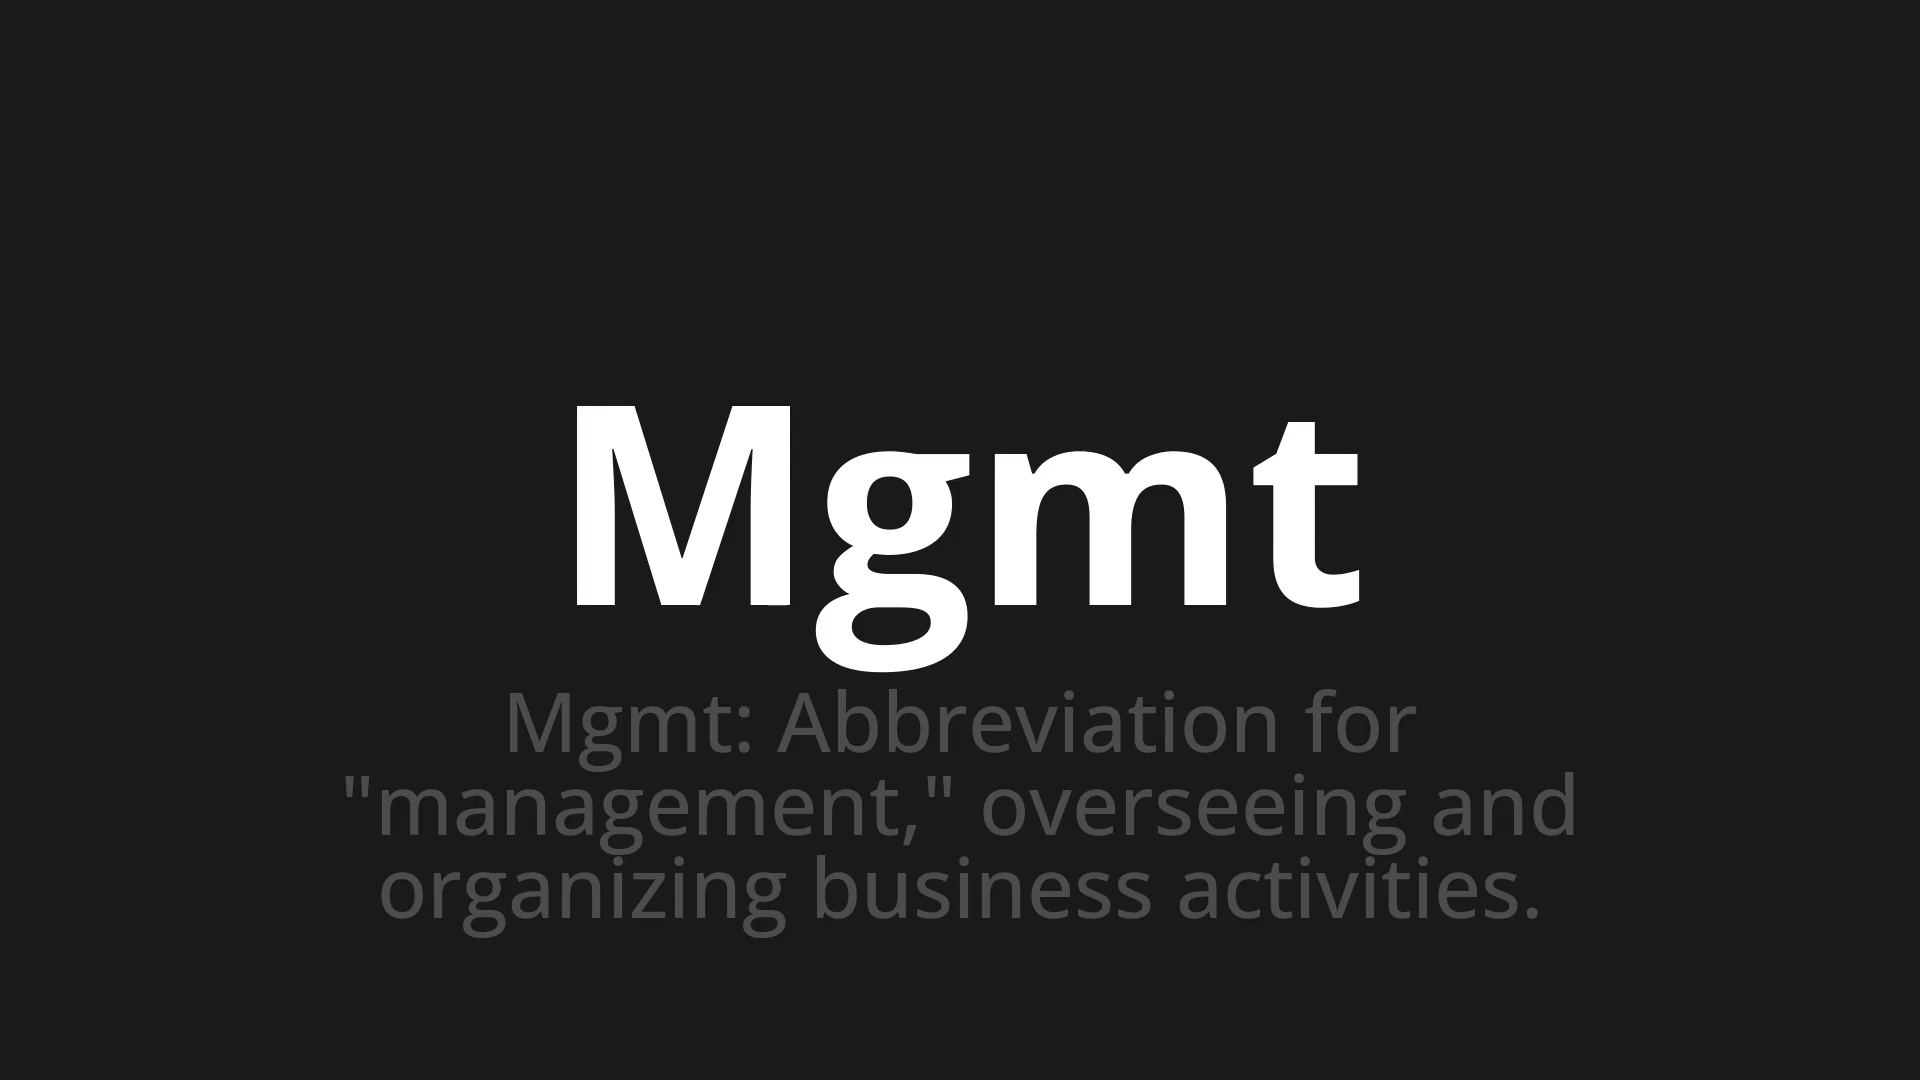 Mgmt
Mgmt: Abbreviation for
"management," overseeing and
organizing business activities.